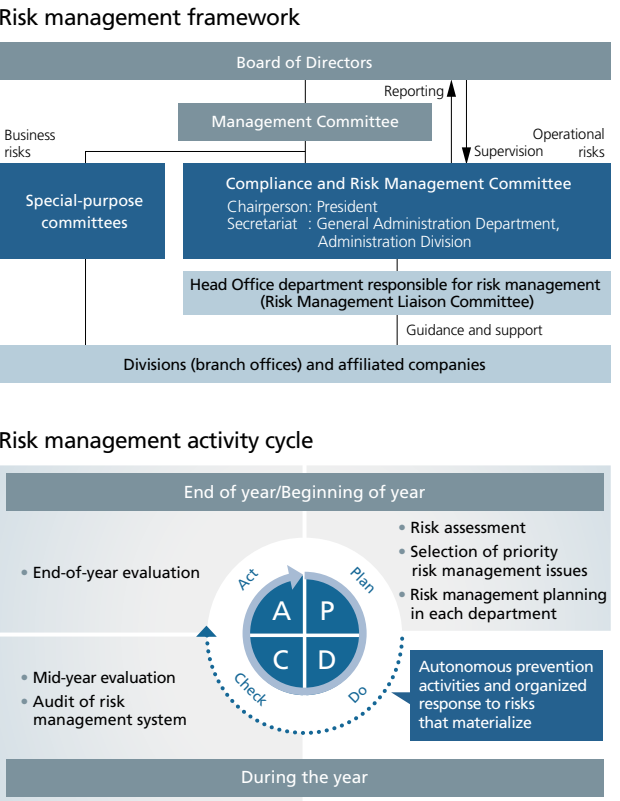 Risk management framework
Board of Directors
Reporting
Management Committee
Business
risks
Supervision
Operational
risks
Special-purpose
committees
Compliance and Risk Management Committee
Chairperson: President
Secretariat : General Administration Department,
Administration Division
Head Office department responsible for risk management
(Risk Management Liaison Committee)
Guidance and support
Divisions (branch offices) and affiliated companies
Risk management activity cycle
End of year/Beginning of year
• End-of-year evaluation
Act
Plan
• Risk assessment
• Selection of priority
risk management issues
• Risk management planning
in each department
A P
C D
• Mid-year evaluation
• Audit of risk
management system
Check
Do
Autonomous prevention
activities and organized
response to risks
that materialize
During the year